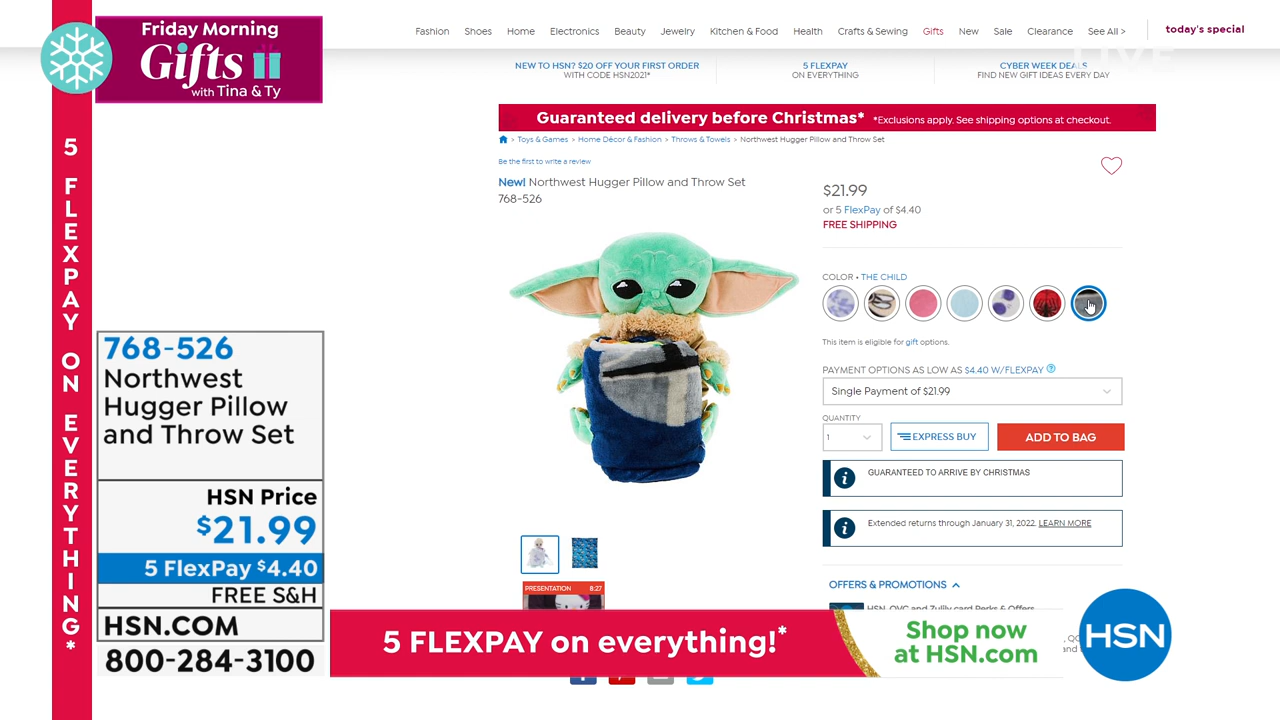 Friday Morning
Gifts
with Tina & Ty
5 FLEXPAY ON EVERYTHING*
768-526
Northwest
Hugger Pillow
and Throw Set
HSN Price
$21.99
5 FlexPay $4.40
FREE S&H
HSN.COM
800-284-3100
Fashion Shoes Home Electronics Beauty Jewelry Kitchen & Food Health Crafts & Sewing Gifts New Sale Clearance See All > today's special
LIVE
NEW TO HSN? $20 OFF YOUR FIRST ORDER
WITH CODE HSN2021*
5 FLEXPAY
ON EVERYTHING
CYBER WEEK DEALS
FIND NEW GIFT IDEAS EVERY DAY
Guaranteed delivery before Christmas* *Exclusions apply. See shipping options at checkout.
> Toys & Games > Home Décor & Fashion > Throws & Towels > Northwest Hugger Pillow and Throw Set
Be the first to write a review
New! Northwest Hugger Pillow and Throw Set
768-526
$21.99
or 5 FlexPay of $4.40
FREE SHIPPING
COLOR • THE CHILD
This item is eligible for gift options.
PAYMENT OPTIONS AS LOW AS $4.40 W/FLEXPAY ?
Single Payment of $21.99
QUANTITY
1
EXPRESS BUY
ADD TO BAG
GUARANTEED TO ARRIVE BY CHRISTMAS
Extended returns through January 31, 2022. LEARN MORE
OFFERS & PROMOTIONS
HSN, QVC and Zulily card Perks & Offers
PRESENTATION 8:27
5 FLEXPAY on everything!*
Shop now
at HSN.com
HSN